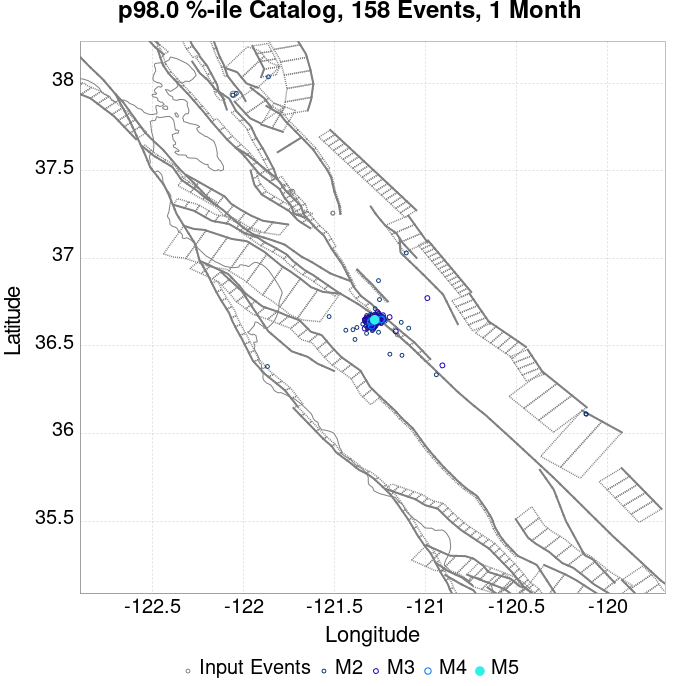 p98.0 %-ile Catalog, 158 Events, 1 Month
38
37.5
37
36.5
36
35.5
Latitude
-122.5 -122 -121.5 -121 -120.5 -120
Longitude
Input Events M2 M3 M4 M5